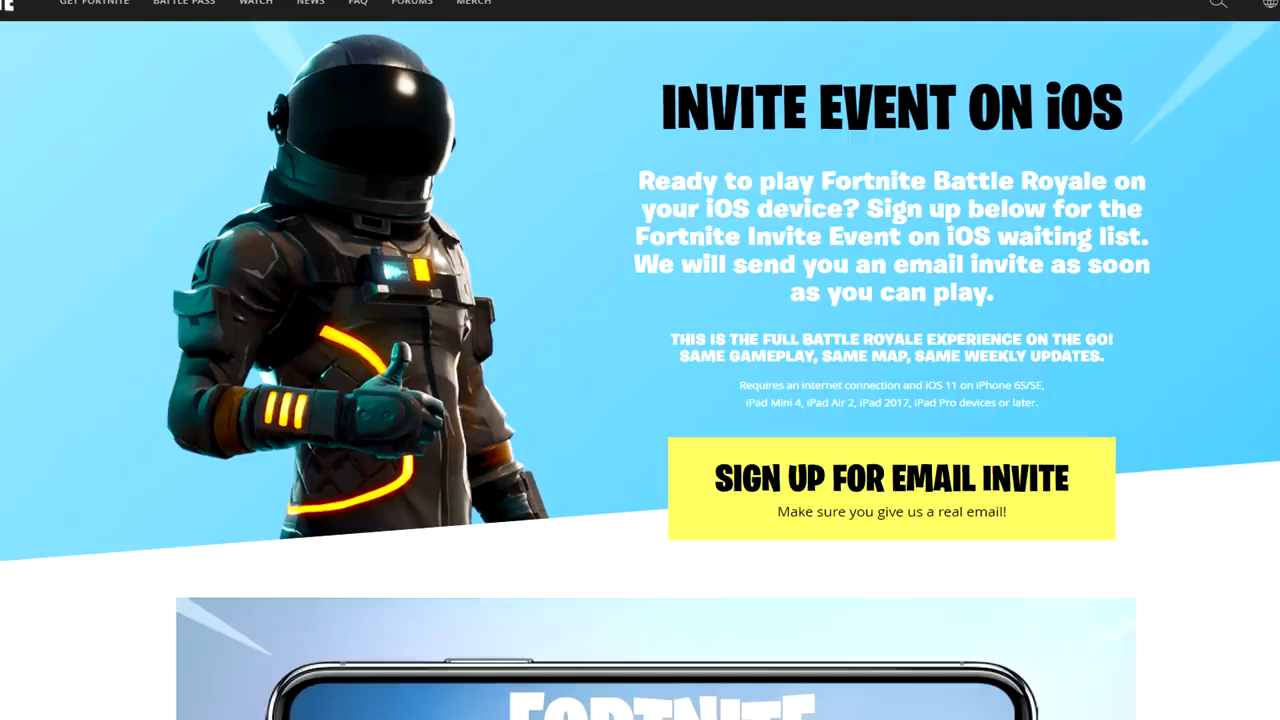 GET FORTNITE BATTLE PASS WATCH NEWS FAQ FORUMS MERCH
INVITE EVENT ON iOS
Ready to play Fortnite Battle Royale on
your iOS device? Sign up below for the
Fortnite Invite Event on iOS waiting list.
We will send you an email invite as soon
as you can play.
THIS IS THE FULL BATTLE ROYALE EXPERIENCE ON THE GO!
SAME GAMEPLAY, SAME MAP, SAME WEEKLY UPDATES.
Requires an internet connection and iOS 11 on iPhone 6S/SE,
iPad Mini 4, iPad Air 2, iPad 2017, iPad Pro devices or later.
SIGN UP FOR EMAIL INVITE
Make sure you give us a real email!
FORTNITE